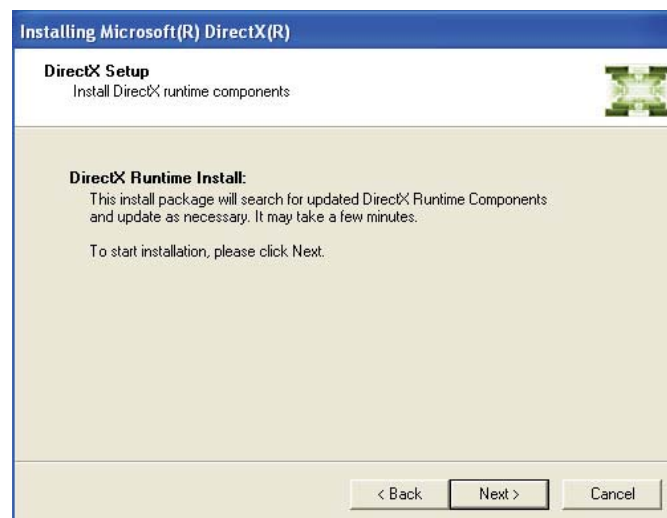 Installing Microsoft(R) DirectX(R)
DirectX Setup
Install DirectX runtime components
DirectX Runtime Install:
This install package will search for updated DirectX Runtime Components
and update as necessary. It may take a few minutes.
To start installation, please click Next.
< Back
Next >
Cancel